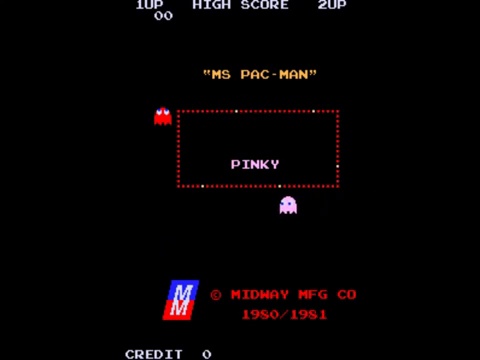 1UP HIGH SCORE 2UP
00
"MS PAC-MAN"
PINKY
MM
© MIDWAY MFG CO
1980/1981
CREDIT 0